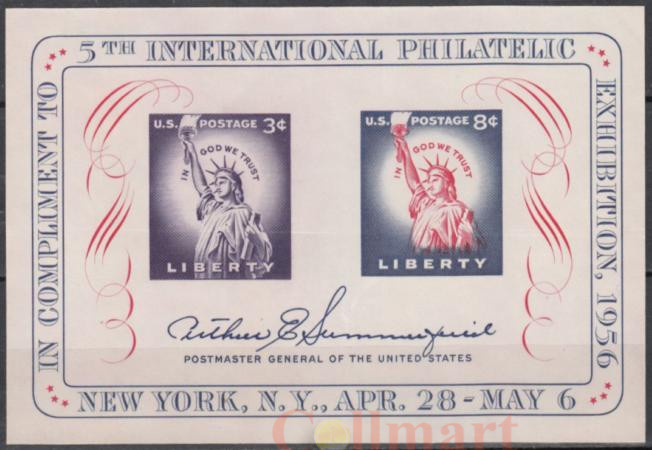 IN COMPLIMENT TO
5TH INTERNATIONAL PHILATELIC
EXHIBITION, 1956
U.S. POSTAGE 3¢
IN GOD WE TRUST
LIBERTY
U.S. POSTAGE 8¢
IN GOD WE TRUST
LIBERTY
Arthur E Summerfield
POSTMASTER GENERAL OF THE UNITED STATES
NEW YORK, N.Y., APR. 28 - MAY 6
Collmart